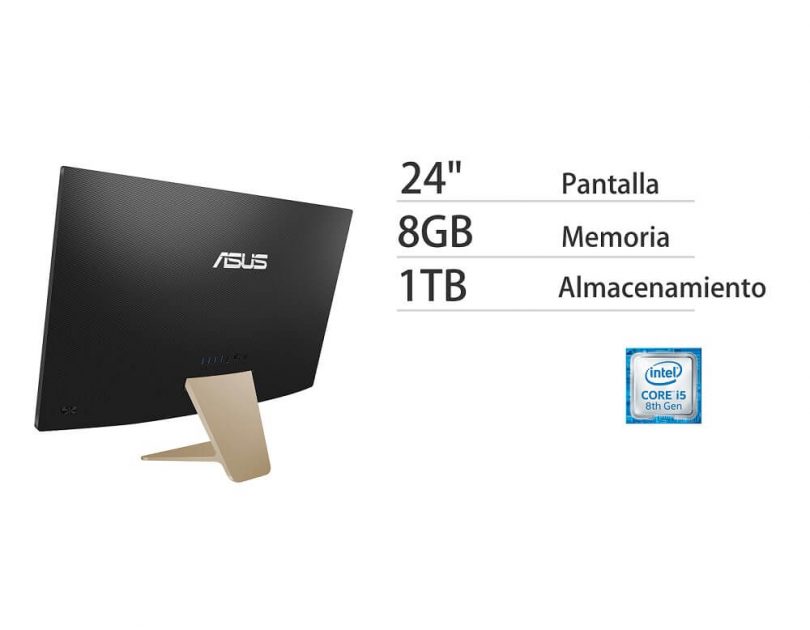 ASUS
24" Pantalla
8GB Memoria
1TB Almacenamiento
intel
CORE i5
8th Gen